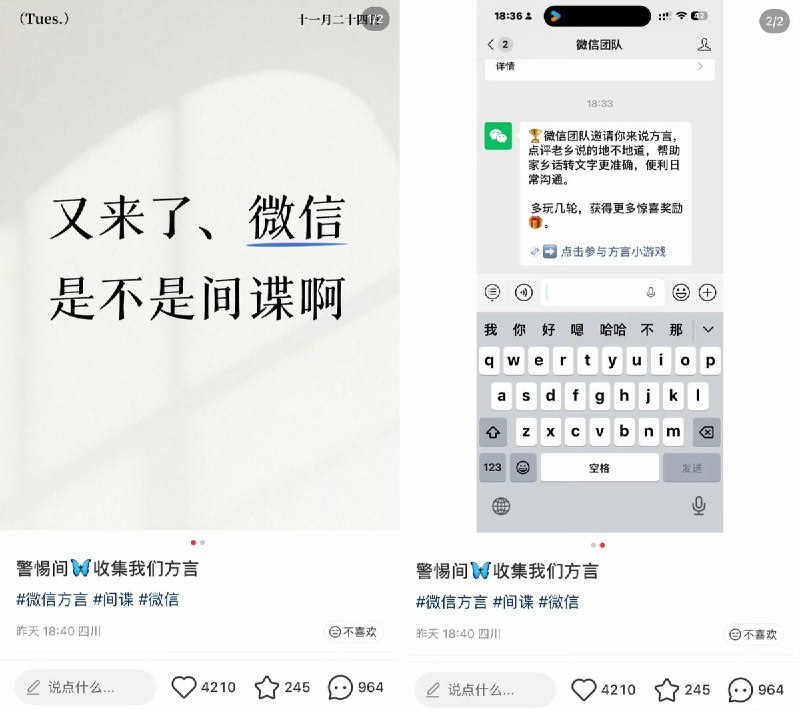 (Tues.)
十一月二十四
1/2
又来了、微信
是不是间谍啊
警惕间🦋收集我们方言
#微信方言 #间谍 #微信
昨天 18:40 四川
不喜欢
说点什么...
4210
245
964
18:36
2/2
2
微信团队
详情
18:33
🏆微信团队邀请你来说方言，
点评老乡说的地不地道，帮助
家乡话转文字更准确，便利日
常沟通。
多玩几轮，获得更多惊喜奖励
🎁。
➡️ 点击参与方言小游戏
我 你 好 嗯 哈哈 不 那
q w e r t y u i o p
a s d f g h j k l
z x c v b n m
123 空格 发送
警惕间🦋收集我们方言
#微信方言 #间谍 #微信
昨天 18:40 四川
不喜欢
说点什么...
4210
245
964